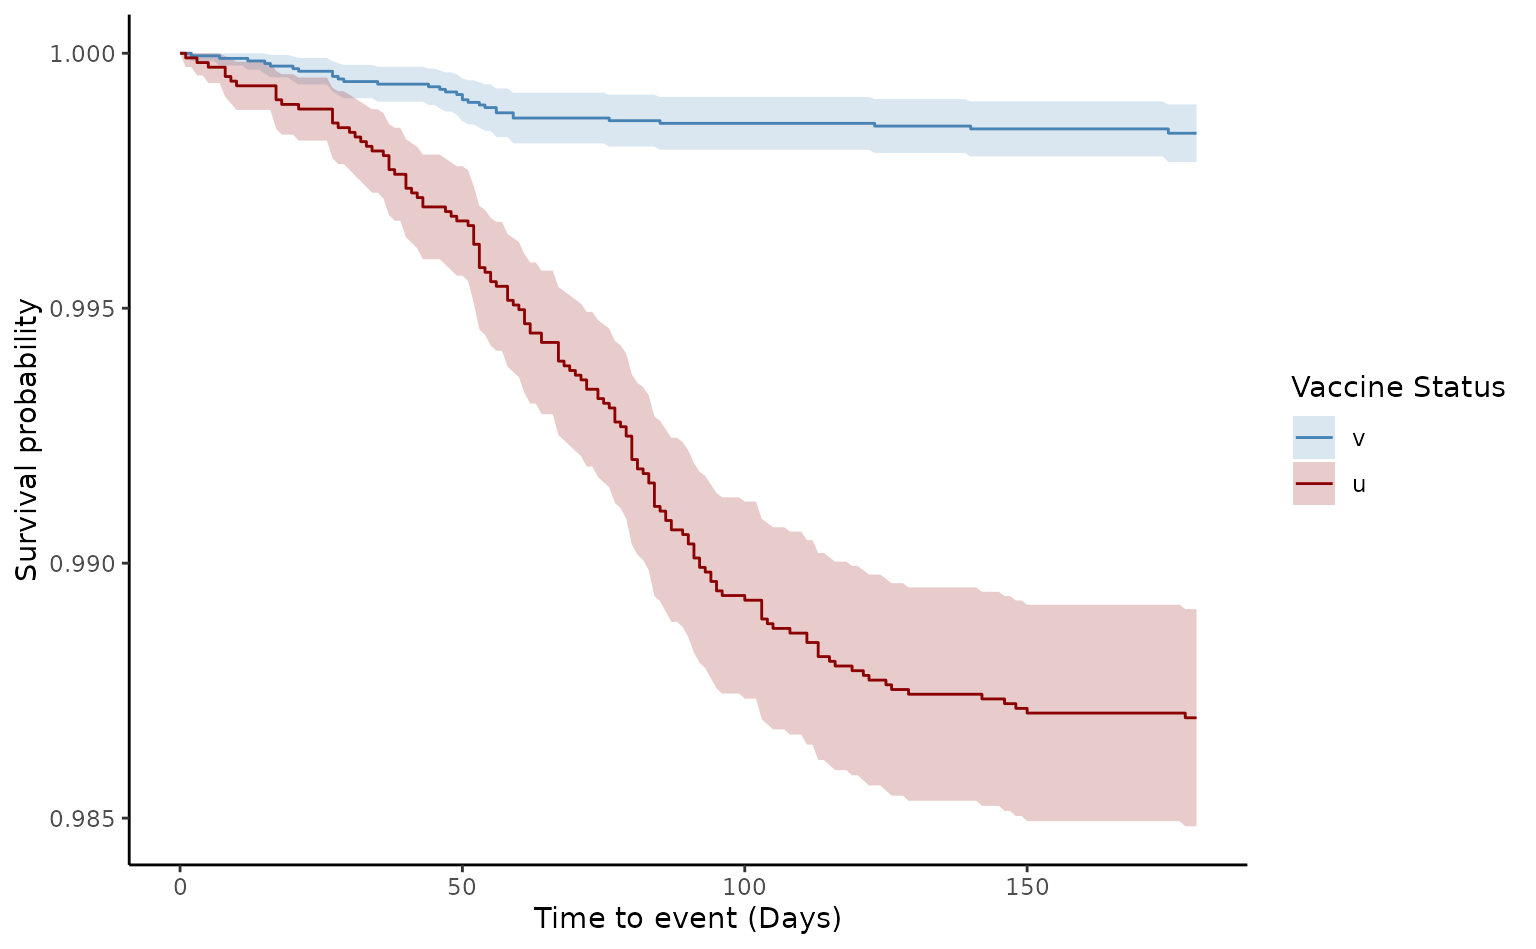 Survival probability
1.000
0.995
0.990
0.985
0
50
100
150
Time to event (Days)
Vaccine Status
v
u